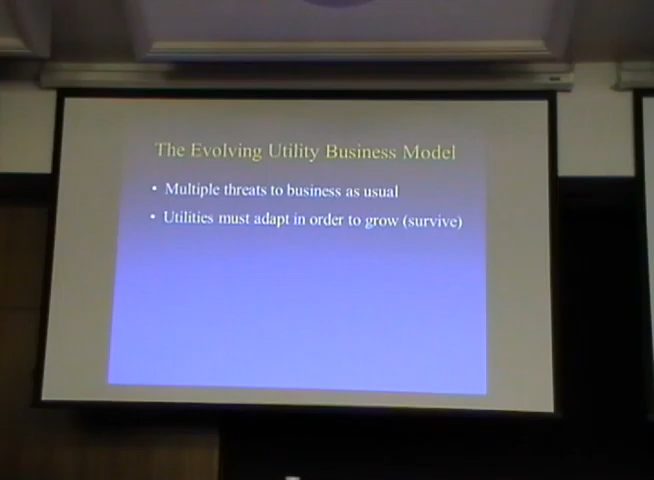 The Evolving Utility Business Model
• Multiple threats to business as usual
• Utilities must adapt in order to grow (survive)